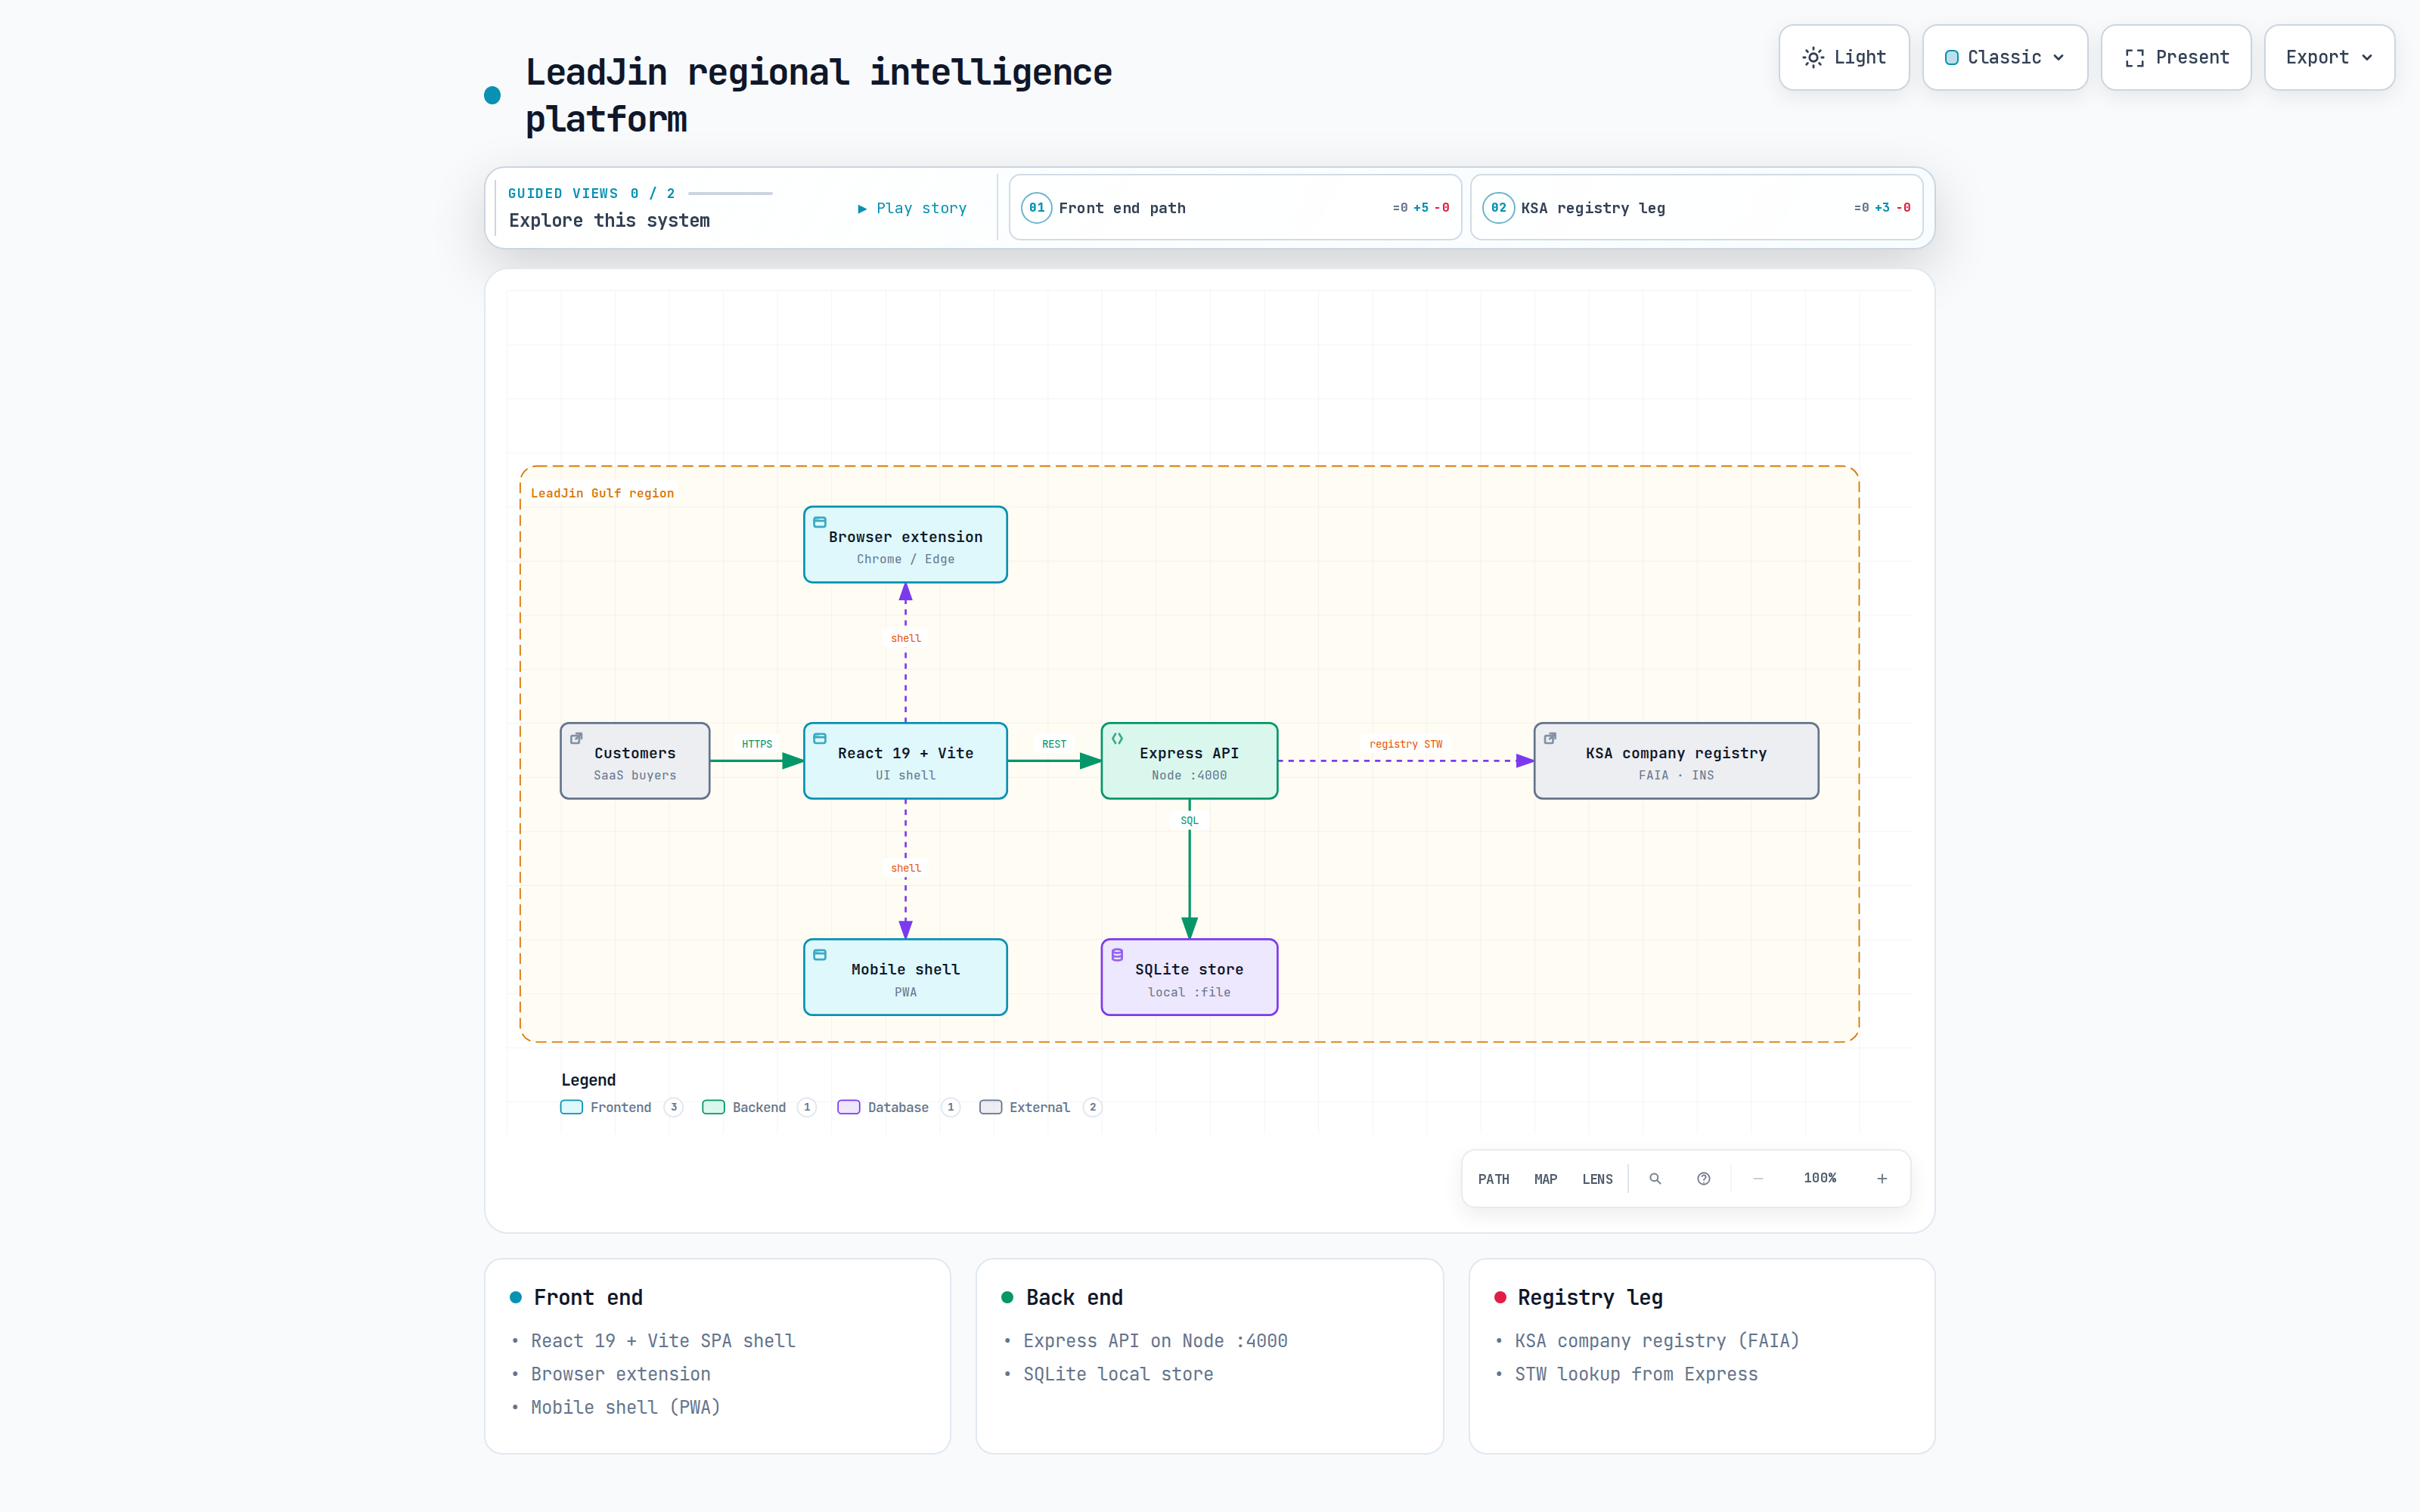 LeadJin regional intelligence
platform
Light
Classic
Present
Export
GUIDED VIEWS 0 / 2
Explore this system
▶ Play story
01 Front end path =0 +5 -0
02 KSA registry leg =0 +3 -0
LeadJin Gulf region
Browser extension
Chrome / Edge
shell
Customers
SaaS buyers
HTTPS
React 19 + Vite
UI shell
REST
Express API
Node :4000
registry STW
KSA company registry
FAIA · INS
SQL
shell
Mobile shell
PWA
SQLite store
local :file
Legend
Frontend 3 Backend 1 Database 1 External 2
PATH MAP LENS − 100% +
Front end
• React 19 + Vite SPA shell
• Browser extension
• Mobile shell (PWA)
Back end
• Express API on Node :4000
• SQLite local store
Registry leg
• KSA company registry (FAIA)
• STW lookup from Express